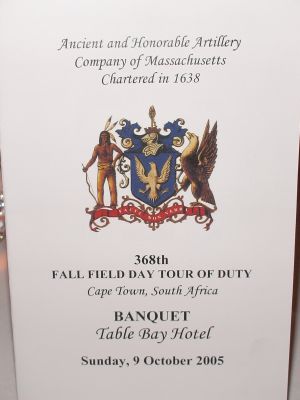 Ancient and Honorable Artillery
Company of Massachusetts
Chartered in 1638
368th
FALL FIELD DAY TOUR OF DUTY
Cape Town, South Africa
BANQUET
Table Bay Hotel
Sunday, 9 October 2005